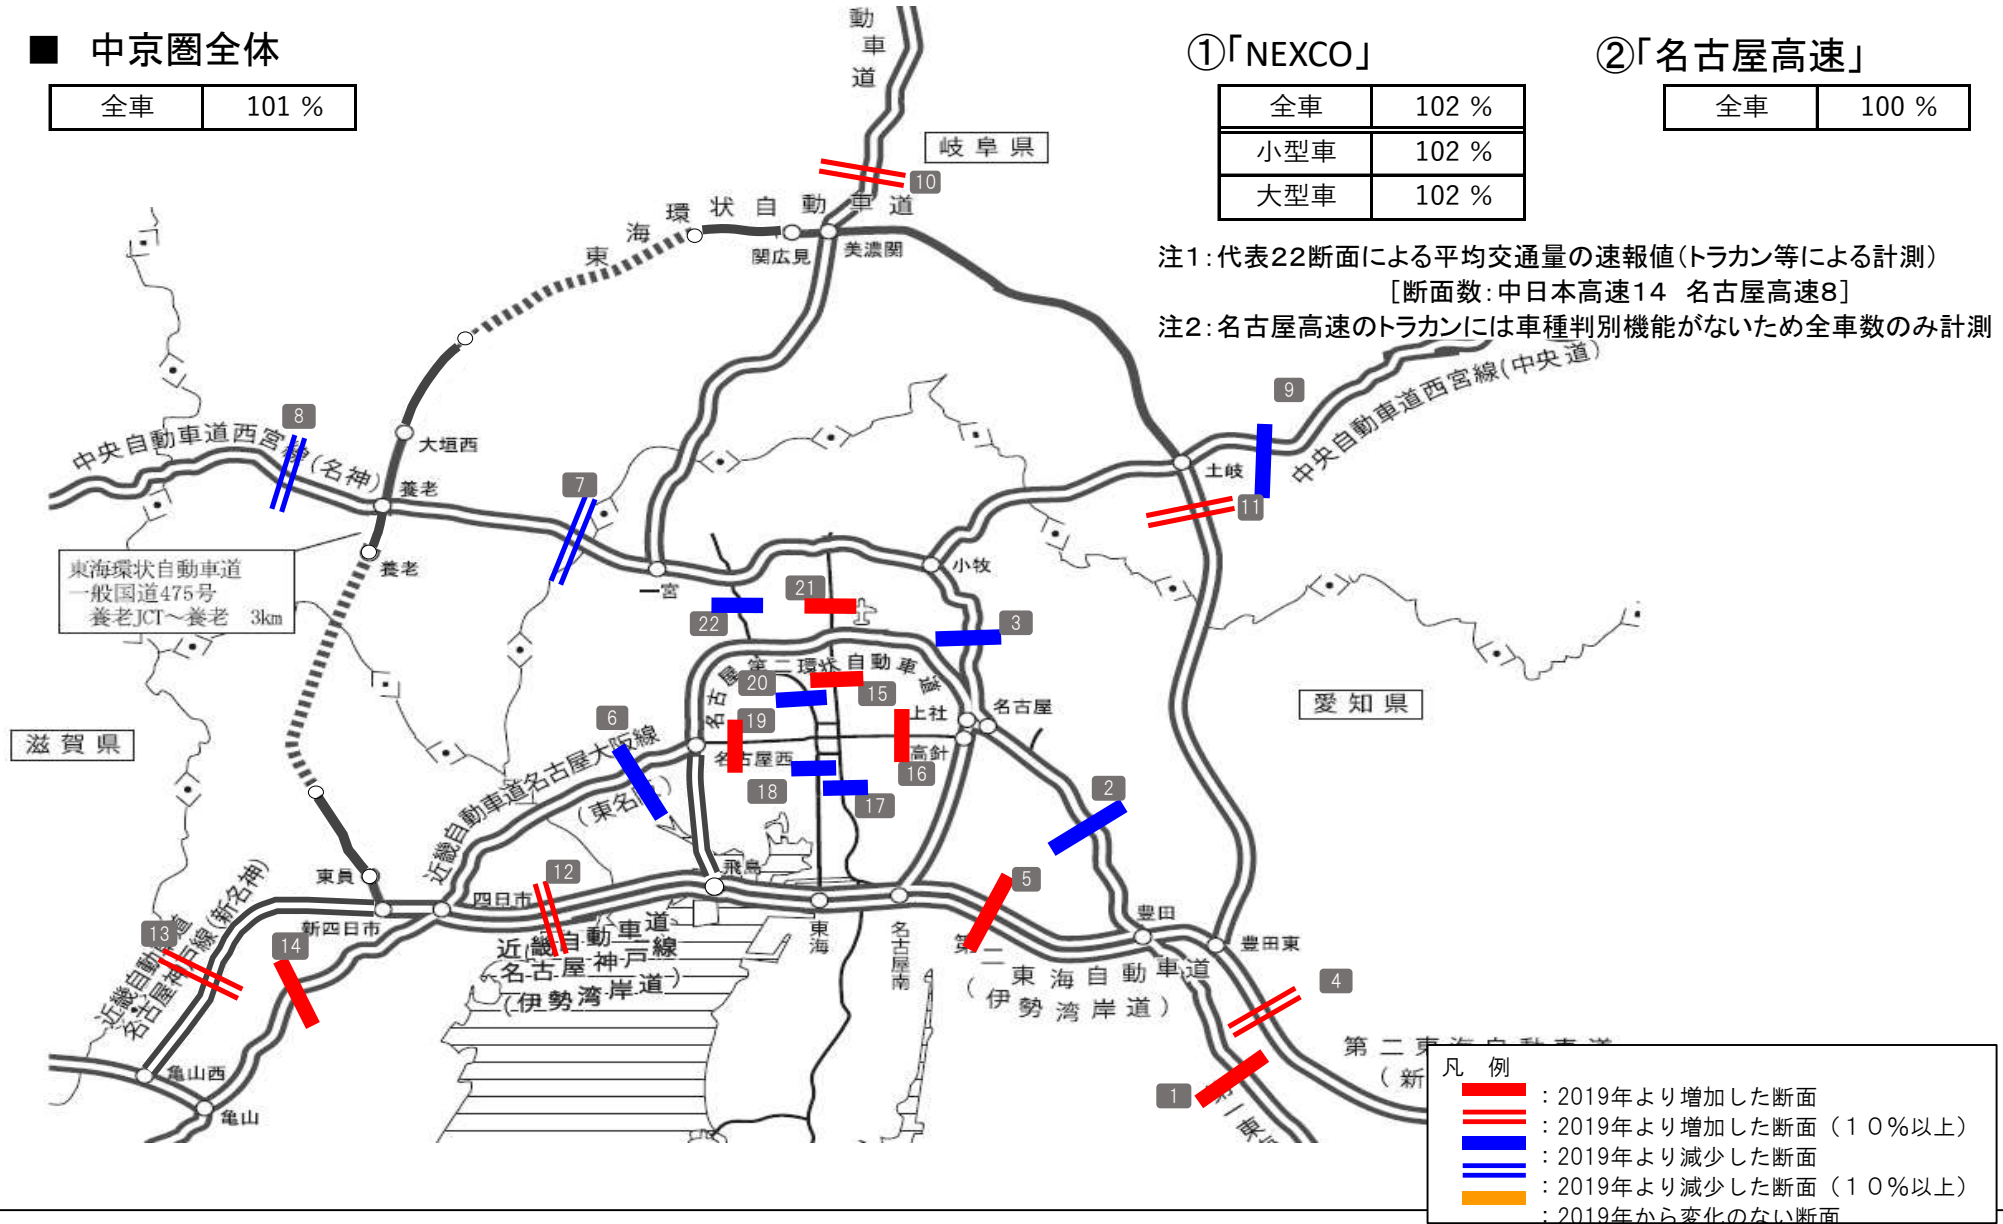 ■ 中京圏全体
全車 101 %
①「NEXCO」
全車 102 %
小型車 102 %
大型車 102 %
②「名古屋高速」
全車 100 %
注1：代表22断面による平均交通量の速報値（トラカン等による計測）
［断面数：中日本高速14 名古屋高速8］
注2：名古屋高速のトラカンには車種判別機能がないため全車数のみ計測
動車道
岐阜県
10
東海環状自動車道
関広見
美濃関
9
中央自動車道西宮線(中央道)
8
中央自動車道西宮線(名神)
大垣西
養老
7
土岐
11
養老
東海環状自動車道
一般国道475号
養老JCT～養老 3km
一宮
小牧
21
22
3
名古屋第二環状自動車道
20
15
19
上社
名古屋
愛知県
滋賀県
6
近畿自動車道名古屋大阪線
(東名阪)
名古屋西
高針
16
18
17
2
飛島
12
5
東員
四日市
新四日市
東海
名古屋南
豊田
豊田東
13
14
近畿自動車道
名古屋神戸線(新名神)
近畿自動車道
名古屋神戸線
(伊勢湾岸道)
第二東海自動車道
(伊勢湾岸道)
4
1
亀山西
亀山
第二東海自動車道
(新
凡 例
：2019年より増加した断面
：2019年より増加した断面（10%以上）
：2019年より減少した断面
：2019年より減少した断面（10%以上）
：2019年から変化のない断面